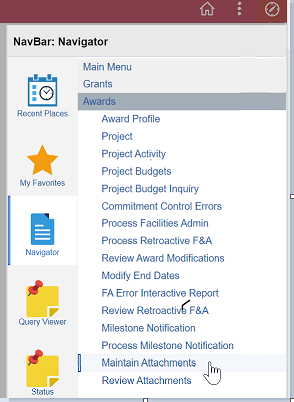 NavBar: Navigator
Recent Places
My Favorites
Navigator
Query Viewer
Status
Main Menu
Grants
Awards
Award Profile
Project
Project Activity
Project Budgets
Project Budget Inquiry
Commitment Control Errors
Process Facilities Admin
Process Retroactive F&A
Review Award Modifications
Modify End Dates
FA Error Interactive Report
Review Retroactive F&A
Milestone Notification
Process Milestone Notification
Maintain Attachments
Review Attachments